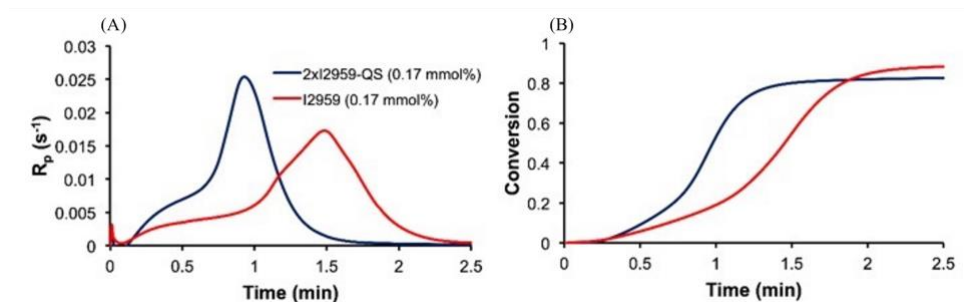 (A)
0.03
0.025
0.02
0.015
0.01
0.005
0
Rp (s-1)
2xI2959-QS (0.17 mmol%)
I2959 (0.17 mmol%)
0 0.5 1 1.5 2 2.5
Time (min)
(B)
1
0.8
0.6
0.4
0.2
0
Conversion
0 0.5 1 1.5 2 2.5
Time (min)